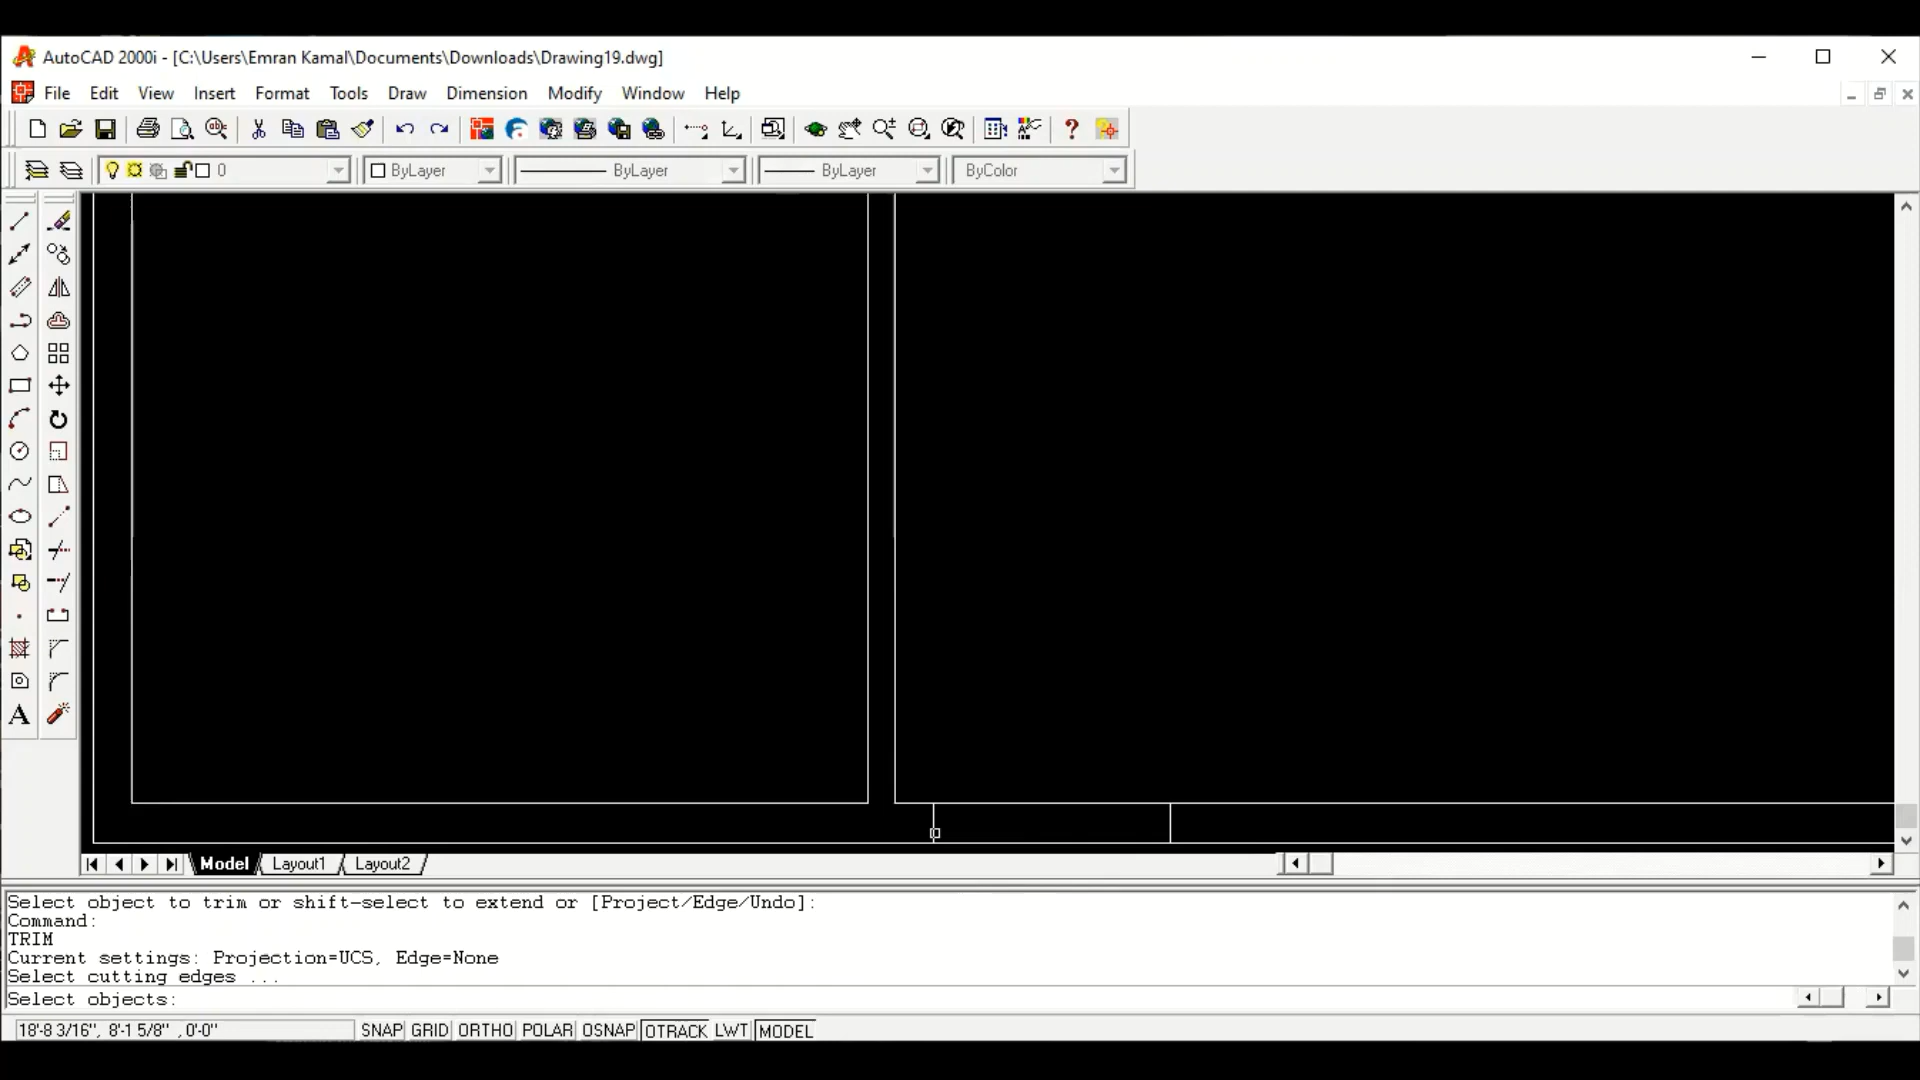 AutoCAD 2000i - [C:\Users\Emran Kamal\Documents\Downloads\Drawing19.dwg]
File Edit View Insert Format Tools Draw Dimension Modify Window Help
0 ByLayer ByLayer ByLayer ByColor
A
Model Layout1 Layout2
Select object to trim or shift-select to extend or [Project/Edge/Undo]:
Command:
TRIM
Current settings: Projection=UCS, Edge=None
Select cutting edges ...
Select objects:
18'-8 3/16", 8'-1 5/8" , 0'-0" SNAP GRID ORTHO POLAR OSNAP OTRACK LWT MODEL